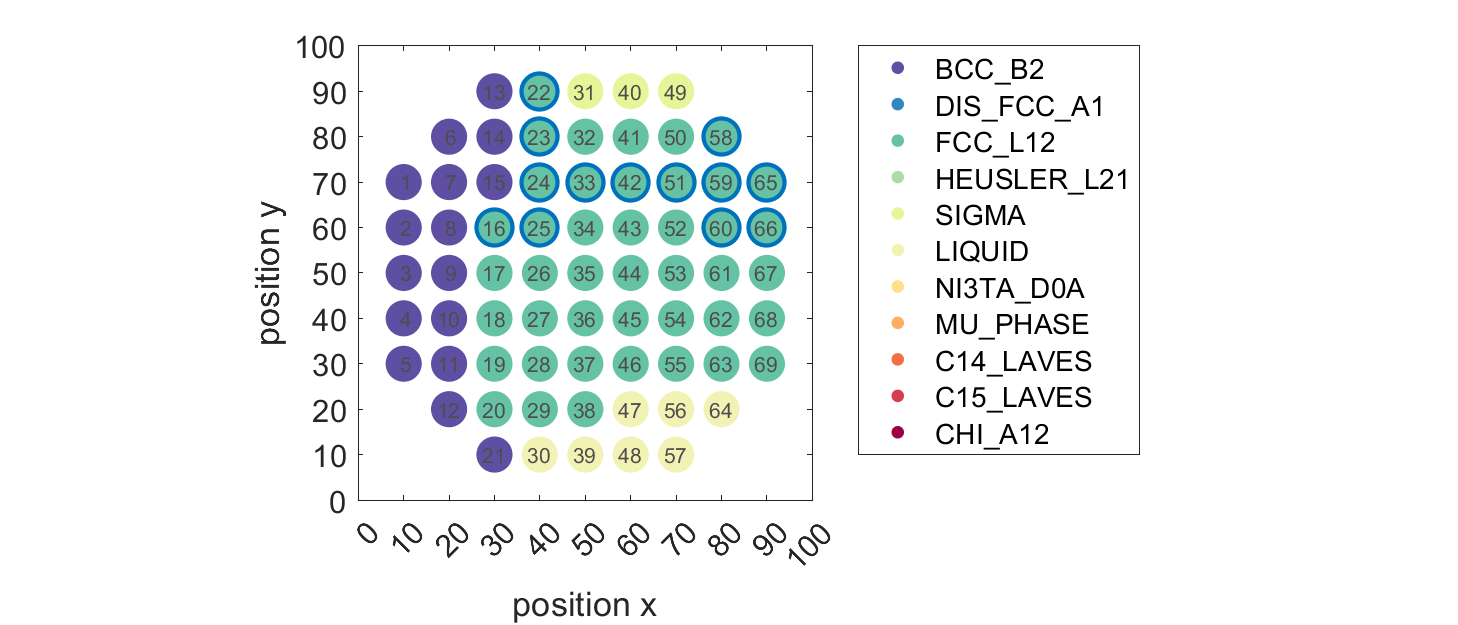 100
90
80
70
60
50
40
30
20
10
0
position y
13 22 31 40 49
6 14 23 32 41 50 58
1 7 15 24 33 42 51 59 65
2 8 16 25 34 43 52 60 66
3 9 17 26 35 44 53 61 67
4 10 18 27 36 45 54 62 68
5 11 19 28 37 46 55 63 69
12 20 29 38 47 56 64
21 30 39 48 57
0 10 20 30 40 50 60 70 80 90 100
position x
BCC_B2
DIS_FCC_A1
FCC_L12
HEUSLER_L21
SIGMA
LIQUID
NI3TA_D0A
MU_PHASE
C14_LAVES
C15_LAVES
CHI_A12